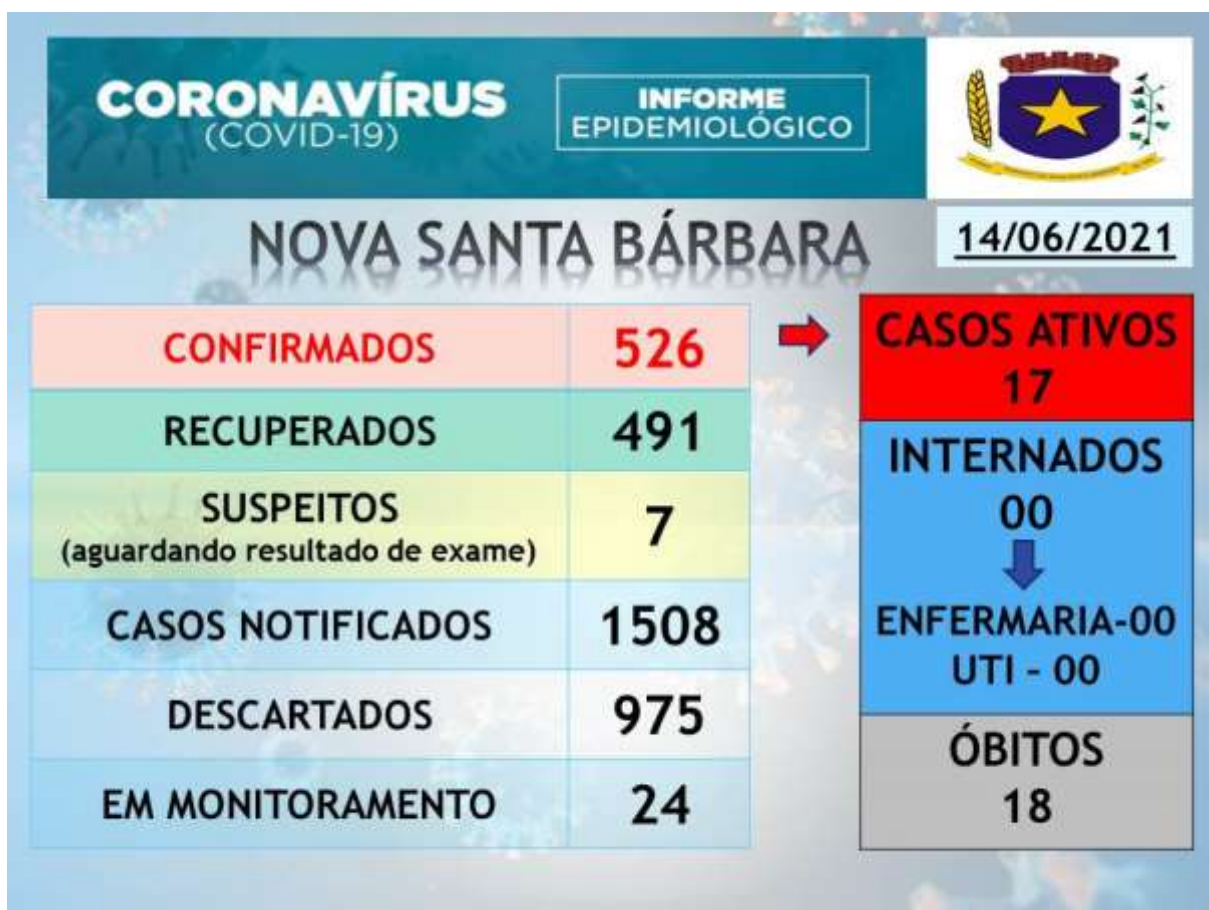 CORONAVÍRUS
(COVID-19)
INFORME
EPIDEMIOLÓGICO
NOVA SANTA BÁRBARA
14/06/2021
CONFIRMADOS 526
RECUPERADOS 491
SUSPEITOS
(aguardando resultado de exame) 7
CASOS NOTIFICADOS 1508
DESCARTADOS 975
EM MONITORAMENTO 24
CASOS ATIVOS
17
INTERNADOS
00
ENFERMARIA-00
UTI - 00
ÓBITOS
18